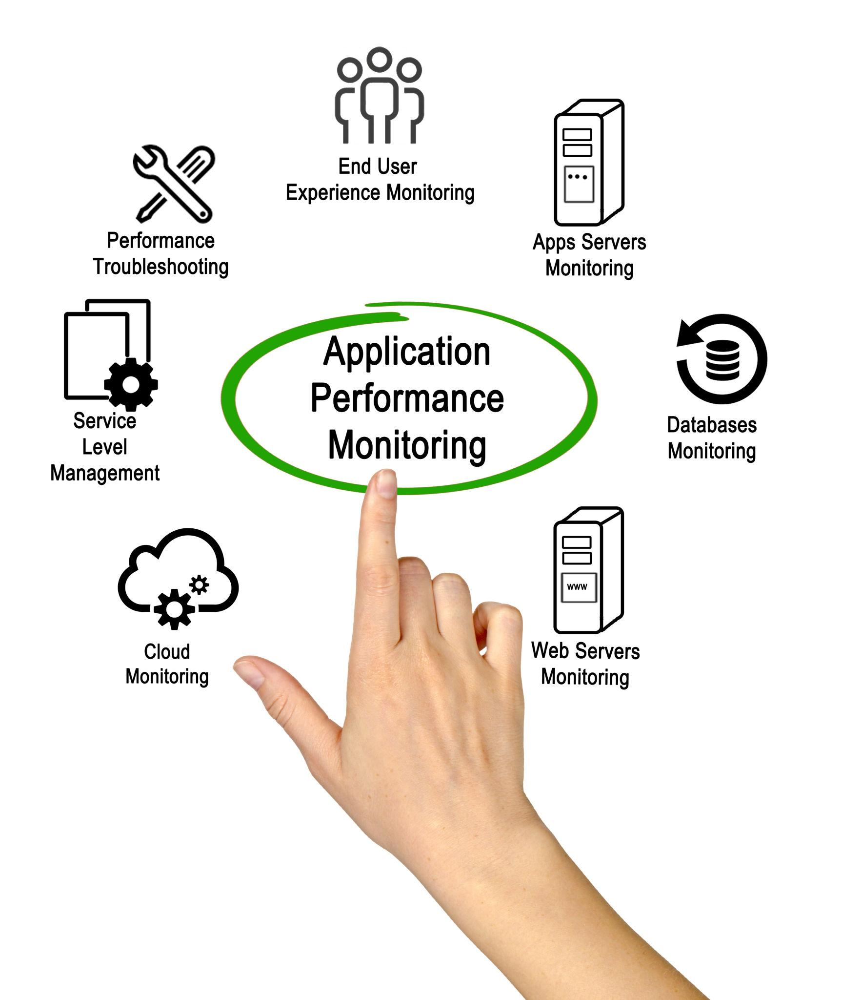 End User
Experience Monitoring
Apps Servers
Monitoring
Performance
Troubleshooting
Application
Performance
Monitoring
Service
Level
Management
Databases
Monitoring
www
Web Servers
Monitoring
Cloud
Monitoring